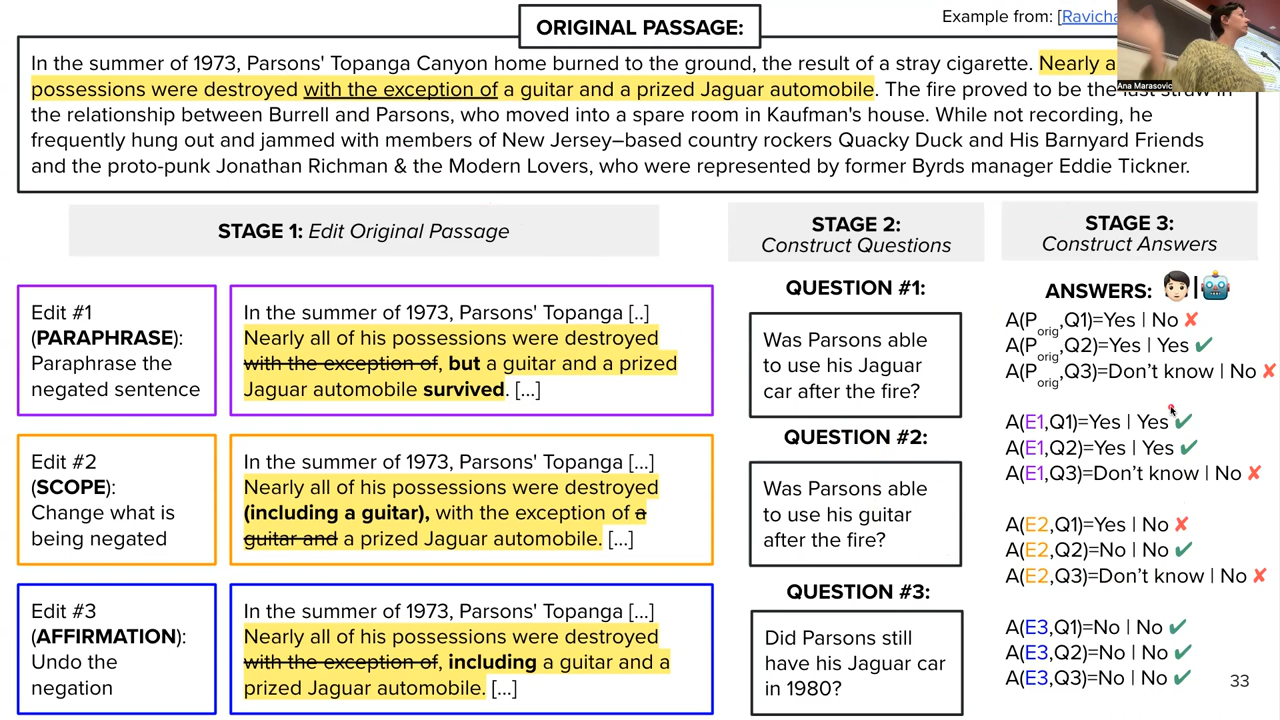 ORIGINAL PASSAGE:
Example from: [Ravicha
Ana Marasovic
In the summer of 1973, Parsons' Topanga Canyon home burned to the ground, the result of a stray cigarette. Nearly a
possessions were destroyed with the exception of a guitar and a prized Jaguar automobile. The fire proved to be the last straw in
the relationship between Burrell and Parsons, who moved into a spare room in Kaufman's house. While not recording, he
frequently hung out and jammed with members of New Jersey–based country rockers Quacky Duck and His Barnyard Friends
and the proto-punk Jonathan Richman & the Modern Lovers, who were represented by former Byrds manager Eddie Tickner.
STAGE 1: Edit Original Passage
Edit #1
(PARAPHRASE):
Paraphrase the
negated sentence
In the summer of 1973, Parsons' Topanga [..]
Nearly all of his possessions were destroyed
with the exception of, but a guitar and a prized
Jaguar automobile survived. [...]
Edit #2
(SCOPE):
Change what is
being negated
In the summer of 1973, Parsons' Topanga [...]
Nearly all of his possessions were destroyed
(including a guitar), with the exception of a
guitar and a prized Jaguar automobile. [...]
Edit #3
(AFFIRMATION):
Undo the
negation
In the summer of 1973, Parsons' Topanga [...]
Nearly all of his possessions were destroyed
with the exception of, including a guitar and a
prized Jaguar automobile. [...]
STAGE 2:
Construct Questions
QUESTION #1:
Was Parsons able
to use his Jaguar
car after the fire?
QUESTION #2:
Was Parsons able
to use his guitar
after the fire?
QUESTION #3:
Did Parsons still
have his Jaguar car
in 1980?
STAGE 3:
Construct Answers
ANSWERS: |
A(Porig,Q1)=Yes | No ✘
A(Porig,Q2)=Yes | Yes ✔
A(Porig,Q3)=Don't know | No ✘
A(E1,Q1)=Yes | Yes ✔
A(E1,Q2)=Yes | Yes ✔
A(E1,Q3)=Don't know | No ✘
A(E2,Q1)=Yes | No ✘
A(E2,Q2)=No | No ✔
A(E2,Q3)=Don't know | No ✘
A(E3,Q1)=No | No ✔
A(E3,Q2)=No | No ✔
A(E3,Q3)=No | No ✔
33